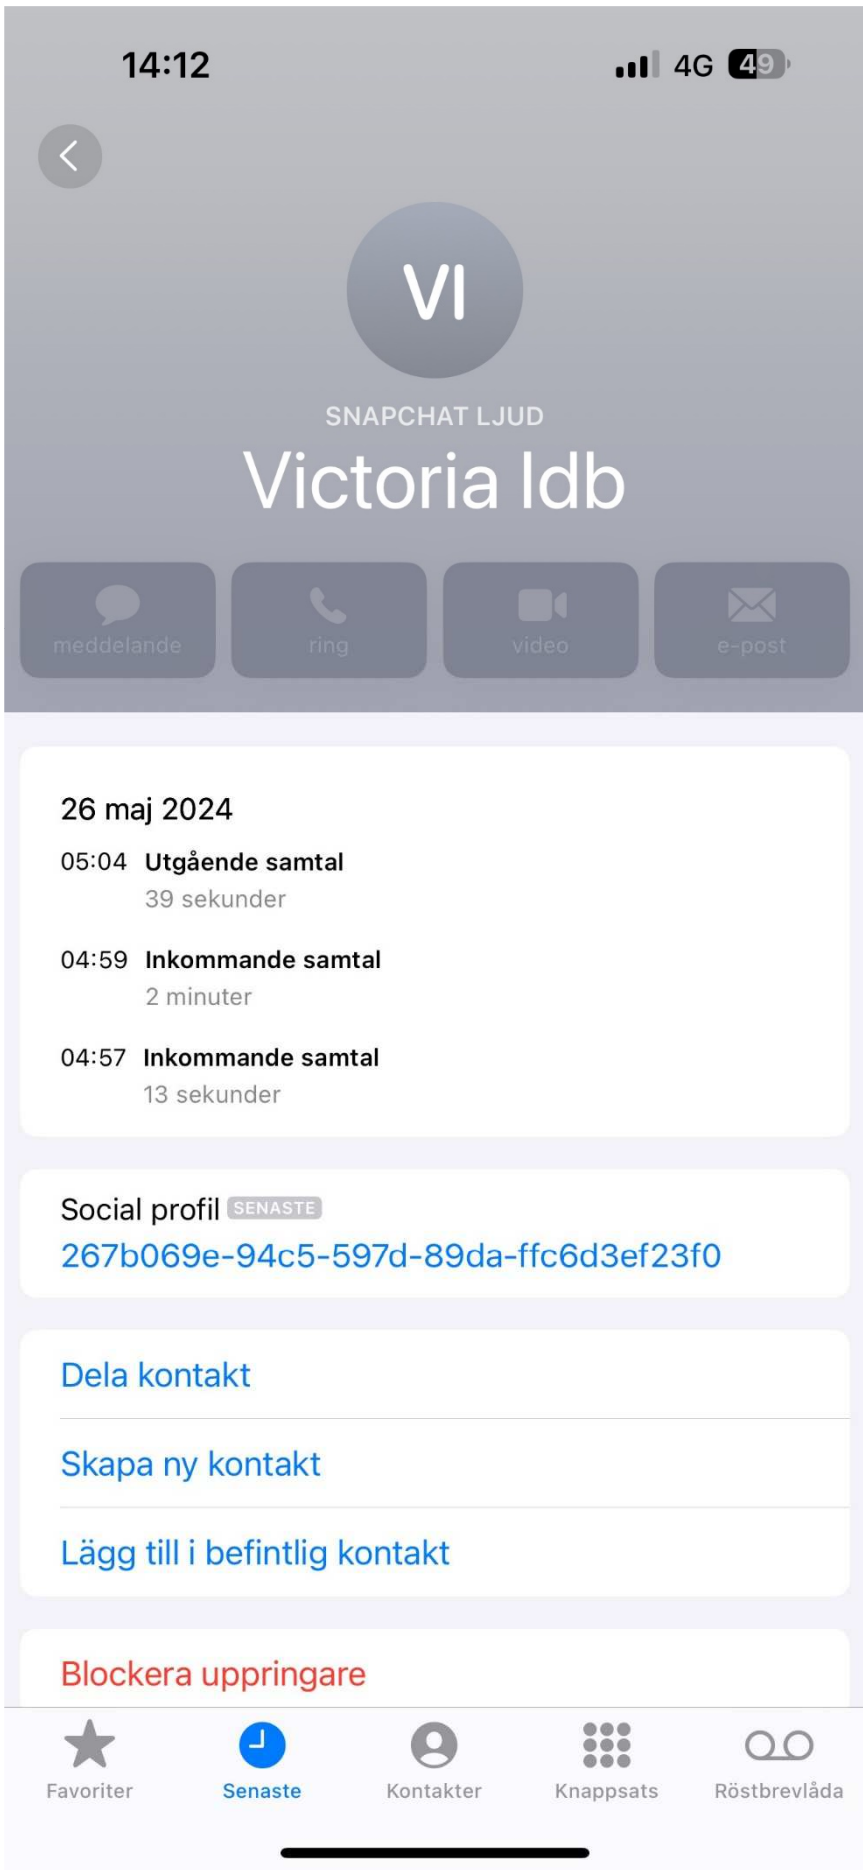 14:12
4G 49
VI
SNAPCHAT LJUD
Victoria Idb
meddelande ring video e-post
26 maj 2024
05:04 Utgående samtal
39 sekunder
04:59 Inkommande samtal
2 minuter
04:57 Inkommande samtal
13 sekunder
Social profil SENASTE
267b069e-94c5-597d-89da-ffc6d3ef23f0
Dela kontakt
Skapa ny kontakt
Lägg till i befintlig kontakt
Blockera uppringare
Favoriter Senaste Kontakter Knappsats Röstbrevlåda